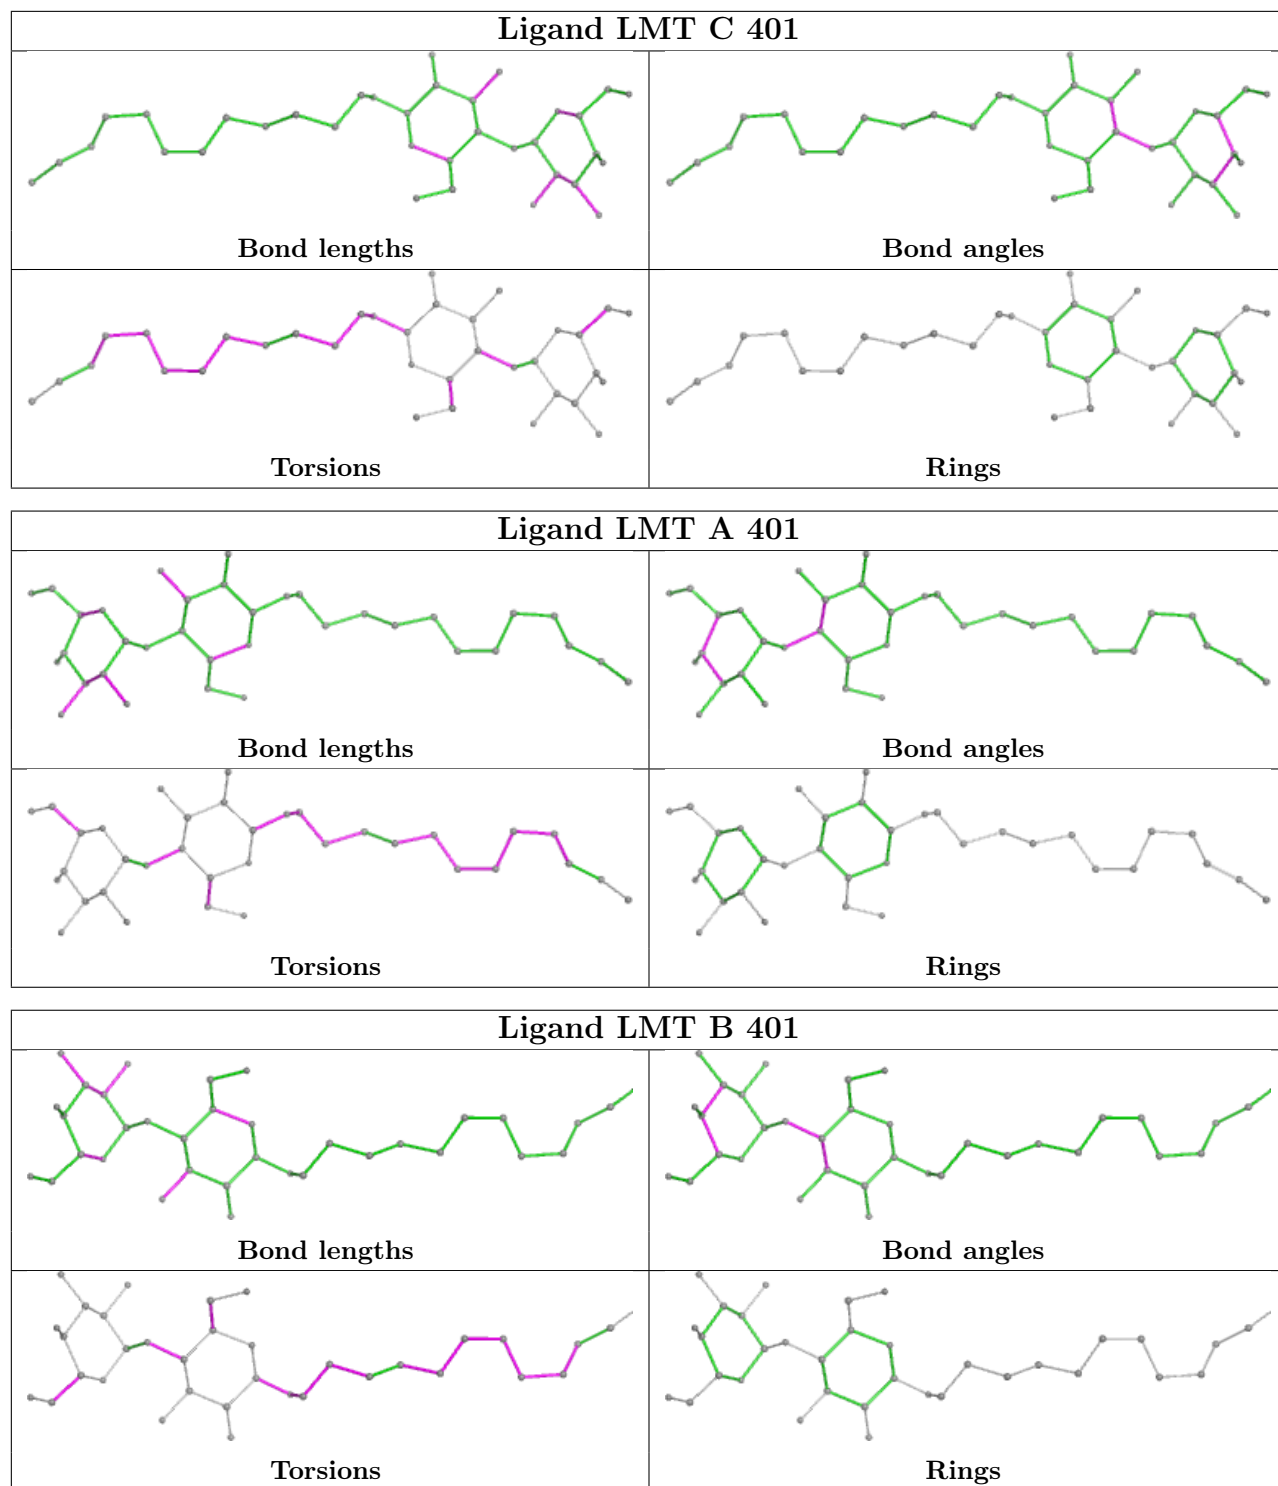 Ligand LMT C 401
Bond lengths
Bond angles
Torsions
Rings
Ligand LMT A 401
Bond lengths
Bond angles
Torsions
Rings
Ligand LMT B 401
Bond lengths
Bond angles
Torsions
Rings